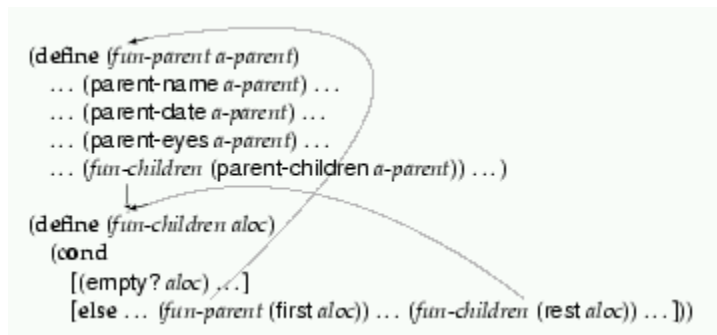 (define (fun-parent a-parent)
... (parent-name a-parent) ...
... (parent-date a-parent) ...
... (parent-eyes a-parent) ...
... (fun-children (parent-children a-parent)) ...)
(define (fun-children aloc)
(cond
[(empty? aloc) ...]
[else ... (fun-parent (first aloc)) ... (fun-children (rest aloc)) ...]))